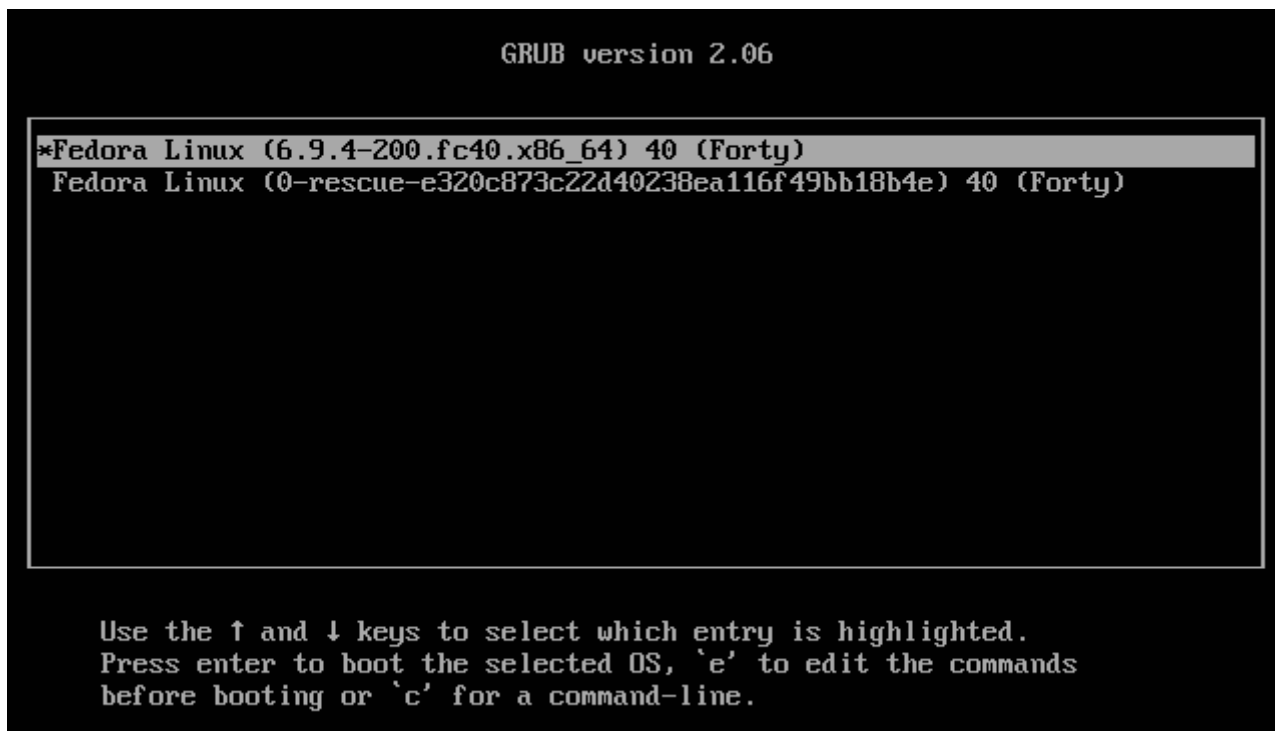 GRUB version 2.06
*Fedora Linux (6.9.4-200.fc40.x86_64) 40 (Forty)
Fedora Linux (0-rescue-e320c873c22d40238ea116f49bb18b4e) 40 (Forty)
Use the ↑ and ↓ keys to select which entry is highlighted.
Press enter to boot the selected OS, `e' to edit the commands
before booting or `c' for a command-line.